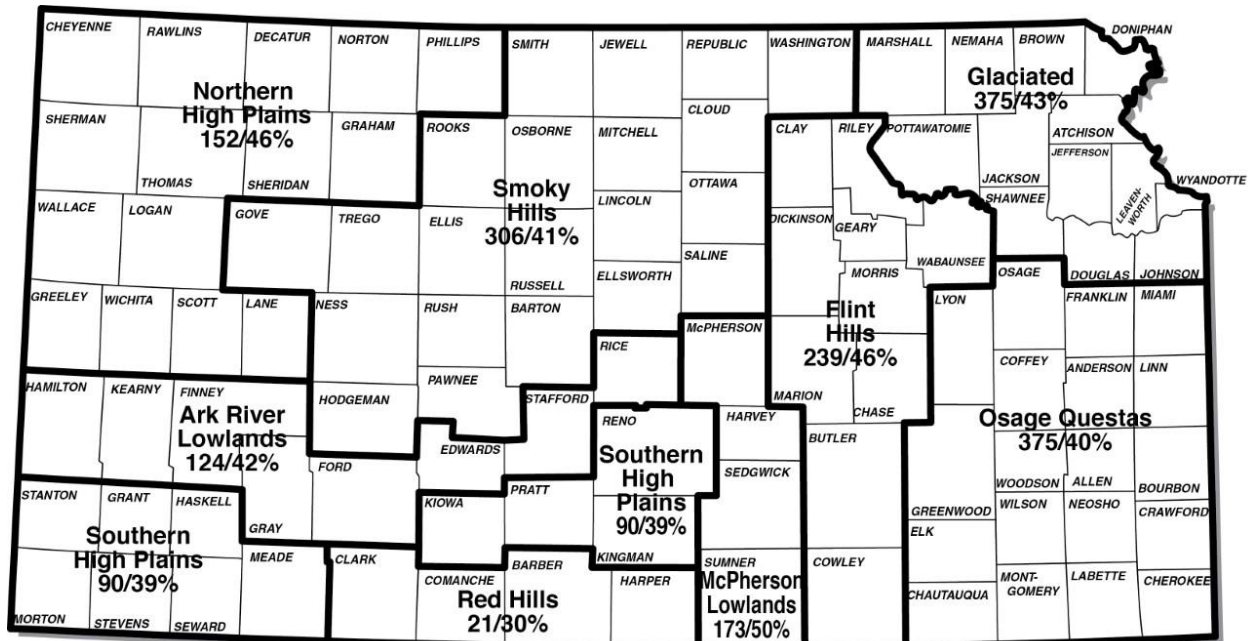 CHEYENNE
RAWLINS
DECATUR
NORTON
PHILLIPS
SMITH
JEWELL
REPUBLIC
WASHINGTON
MARSHALL
NEMAHA
BROWN
DONIPHAN
Northern
High Plains
152/46%
Glaciated
375/43%
SHERMAN
THOMAS
SHERIDAN
GRAHAM
ROOKS
OSBORNE
MITCHELL
CLOUD
CLAY
RILEY
POTTAWATOMIE
JACKSON
ATCHISON
JEFFERSON
LEAVEN-
WORTH
WYANDOTTE
SHAWNEE
WALLACE
LOGAN
GOVE
TREGO
ELLIS
Smoky
Hills
306/41%
RUSSELL
LINCOLN
OTTAWA
SALINE
ELLSWORTH
DICKINSON
GEARY
WABAUNSEE
MORRIS
OSAGE
DOUGLAS
JOHNSON
GREELEY
WICHITA
SCOTT
LANE
NESS
RUSH
BARTON
RICE
McPHERSON
Flint
Hills
239/46%
MARION
CHASE
LYON
COFFEY
FRANKLIN
MIAMI
ANDERSON
LINN
HAMILTON
KEARNY
FINNEY
Ark River
Lowlands
124/42%
HODGEMAN
PAWNEE
STAFFORD
EDWARDS
FORD
GRAY
RENO
Southern
High
Plains
90/39%
KINGMAN
HARVEY
SEDGWICK
BUTLER
Osage Questas
375/40%
GREENWOOD
WOODSON
ALLEN
BOURBON
STANTON
GRANT
HASKELL
Southern
High Plains
90/39%
MORTON
STEVENS
SEWARD
MEADE
CLARK
KIOWA
PRATT
COMANCHE
BARBER
HARPER
Red Hills
21/30%
SUMNER
McPherson
Lowlands
173/50%
COWLEY
ELK
CHAUTAUQUA
WILSON
NEOSHO
CRAWFORD
MONT-
GOMERY
LABETTE
CHEROKEE